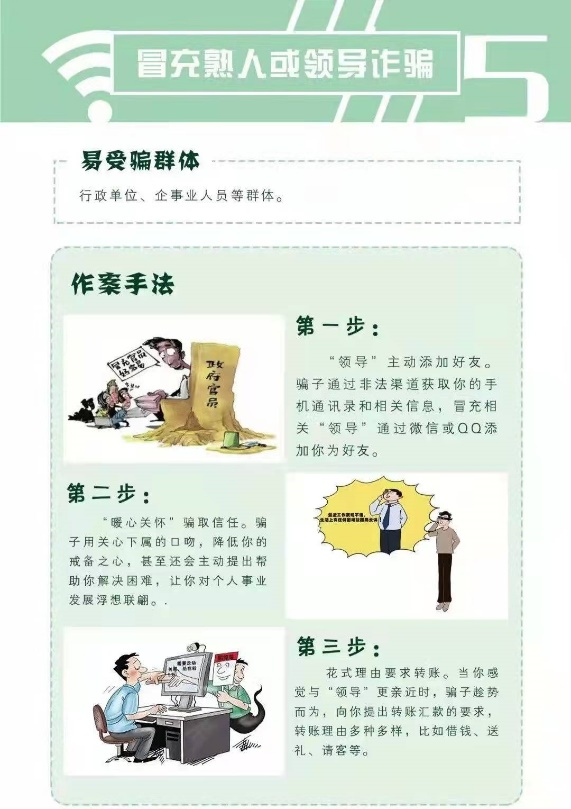 冒充熟人或领导诈骗
5
易受骗群体
行政单位、企事业人员等群体。
作案手法
政府官员
第一步：
“领导”主动添加好友。
骗子通过非法渠道获取你的手
机通讯录和相关信息，冒充相
关“领导”通过微信或QQ添
加你为好友。
第二步：
“暖心关怀”骗取信任。骗
子用关心下属的口吻，降低你的
戒备之心，甚至还会主动提出帮
助你解决困难，让你对个人事业
发展浮想联翩。.
第三步：
花式理由要求转账。当你感
觉与“领导”更亲近时，骗子趁势
而为，向你提出转账汇款的要求，
转账理由多种多样，比如借钱、送
礼、请客等。